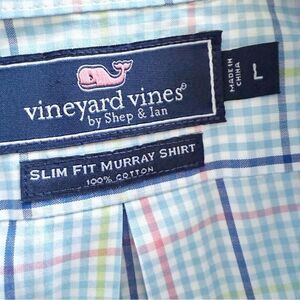 vineyard vines®
by Shep & Ian
MADE IN
CHINA
L
SLIM FIT MURRAY SHIRT
100% COTTON